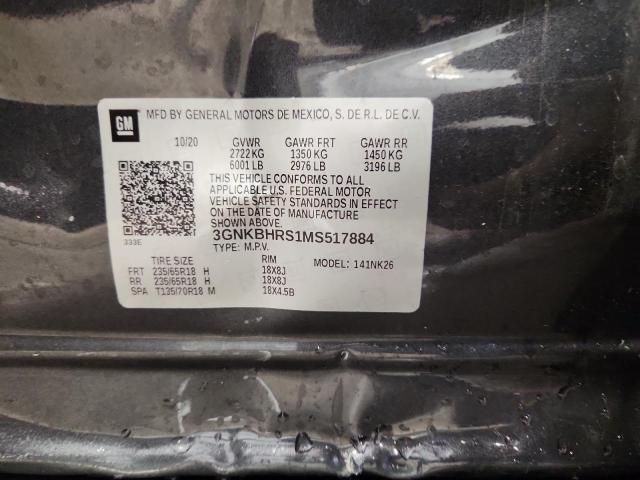 GM
MFD BY GENERAL MOTORS DE MEXICO, S. DE R.L. DE C.V.
10/20 GVWR GAWR FRT GAWR RR
2722 KG 1350 KG 1450 KG
6001 LB 2976 LB 3196 LB
THIS VEHICLE CONFORMS TO ALL
APPLICABLE U.S. FEDERAL MOTOR
VEHICLE SAFETY STANDARDS IN EFFECT
ON THE DATE OF MANUFACTURE
SHOWN ABOVE.
333E
3GNKBHRS1MS517884
TYPE: M.P.V.
TIRE SIZE RIM MODEL: 141NK26
FRT 235/65R18 H 18X8J
RR 235/65R18 H 18X8J
SPA T135/70R18 M 18X4.5B